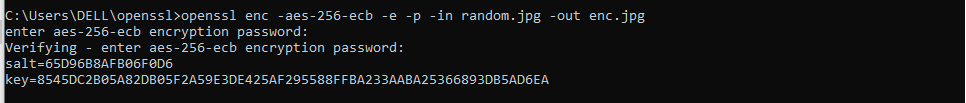 C:\Users\DELL\openssl>openssl enc -aes-256-ecb -e -p -in random.jpg -out enc.jpg
enter aes-256-ecb encryption password:
Verifying - enter aes-256-ecb encryption password:
salt=65D96B8AFB06F0D6
key=8545DC2B05A82DB05F2A59E3DE425AF295588FFBA233AABA25366893DB5AD6EA